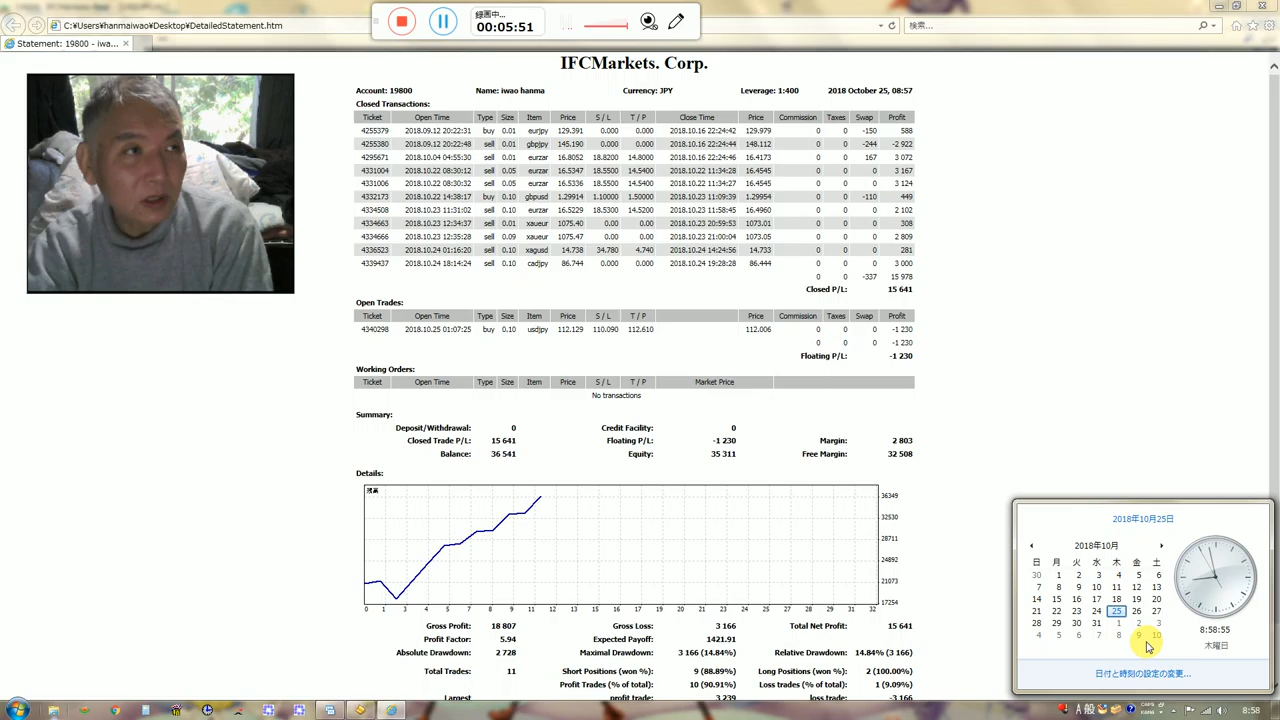 C:¥Users¥hanmaiwao¥Desktop¥DetailedStatement.htm
検索...
Statement: 19800 - iwa...
録画中...
00:05:51
IFCMarkets. Corp.
Account: 19800 Name: iwao hanma Currency: JPY Leverage: 1:400 2018 October 25, 08:57
Closed Transactions:
Ticket Open Time Type Size Item Price S / L T / P Close Time Price Commission Taxes Swap Profit
4255379 2018.09.12 20:22:31 buy 0.01 eurjpy 129.391 0.000 0.000 2018.10.16 22:24:42 129.979 0 0 -150 588
4255380 2018.09.12 20:22:48 sell 0.01 gbpjpy 145.190 0.000 0.000 2018.10.16 22:24:44 148.112 0 0 -244 -2 922
4295671 2018.10.04 04:55:30 sell 0.01 eurzar 16.8052 18.8200 14.8000 2018.10.16 22:24:46 16.4173 0 0 167 3 072
4331004 2018.10.22 08:30:12 sell 0.05 eurzar 16.5347 18.5500 14.5400 2018.10.22 11:34:28 16.4545 0 0 0 3 167
4331006 2018.10.22 08:30:32 sell 0.05 eurzar 16.5336 18.5500 14.5400 2018.10.22 11:34:27 16.4545 0 0 0 3 124
4332173 2018.10.22 14:38:17 buy 0.10 gbpusd 1.29914 1.10000 1.50000 2018.10.23 11:09:39 1.29954 0 0 -110 449
4334508 2018.10.23 11:31:02 sell 0.10 eurzar 16.5229 18.5300 14.5200 2018.10.23 11:58:45 16.4960 0 0 0 2 102
4334663 2018.10.23 12:34:37 sell 0.01 xaueur 1075.40 0.00 0.00 2018.10.23 20:59:53 1073.01 0 0 0 308
4334666 2018.10.23 12:35:28 sell 0.09 xaueur 1075.47 0.00 0.00 2018.10.23 21:00:04 1073.05 0 0 0 2 809
4336523 2018.10.24 01:16:20 sell 0.10 xagusd 14.738 34.780 4.740 2018.10.24 14:24:56 14.733 0 0 0 281
4339437 2018.10.24 18:14:24 sell 0.10 cadjpy 86.744 0.000 0.000 2018.10.24 19:28:28 86.444 0 0 0 3 000
0 0 -337 15 978
Closed P/L: 15 641
Open Trades:
Ticket Open Time Type Size Item Price S / L T / P Price Commission Taxes Swap Profit
4340298 2018.10.25 01:07:25 buy 0.10 usdjpy 112.129 110.090 112.610 112.006 0 0 0 -1 230
0 0 0 -1 230
Floating P/L: -1 230
Working Orders:
Ticket Open Time Type Size Item Price S / L T / P Market Price
No transactions
Summary:
Deposit/Withdrawal: 0 Credit Facility: 0
Closed Trade P/L: 15 641 Floating P/L: -1 230 Margin: 2 803
Balance: 36 541 Equity: 35 311 Free Margin: 32 508
Details:
残高
36349
32530
28711
24892
21073
17254
0 1 3 4 5 6 7 8 9 11 12 13 14 15 16 17 19 20 21 22 23 24 25 27 28 29 30 31 32
Gross Profit: 18 807 Gross Loss: 3 166 Total Net Profit: 15 641
Profit Factor: 5.94 Expected Payoff: 1421.91
Absolute Drawdown: 2 728 Maximal Drawdown: 3 166 (14.84%) Relative Drawdown: 14.84% (3 166)
Total Trades: 11 Short Positions (won %): 9 (88.89%) Long Positions (won %): 2 (100.00%)
Profit Trades (% of total): 10 (90.91%) Loss trades (% of total): 1 (9.09%)
Largest profit trade: 3 239 loss trade: -3 166
2018年10月25日
2018年10月
日 月 火 水 木 金 土
30 1 2 3 4 5 6
7 8 9 10 11 12 13
14 15 16 17 18 19 20
21 22 23 24 25 26 27
28 29 30 31 1 2 3
4 5 6 7 8 9 10
8:58:55
木曜日
日付と時刻の設定の変更...
A 般
CAPS
8:58